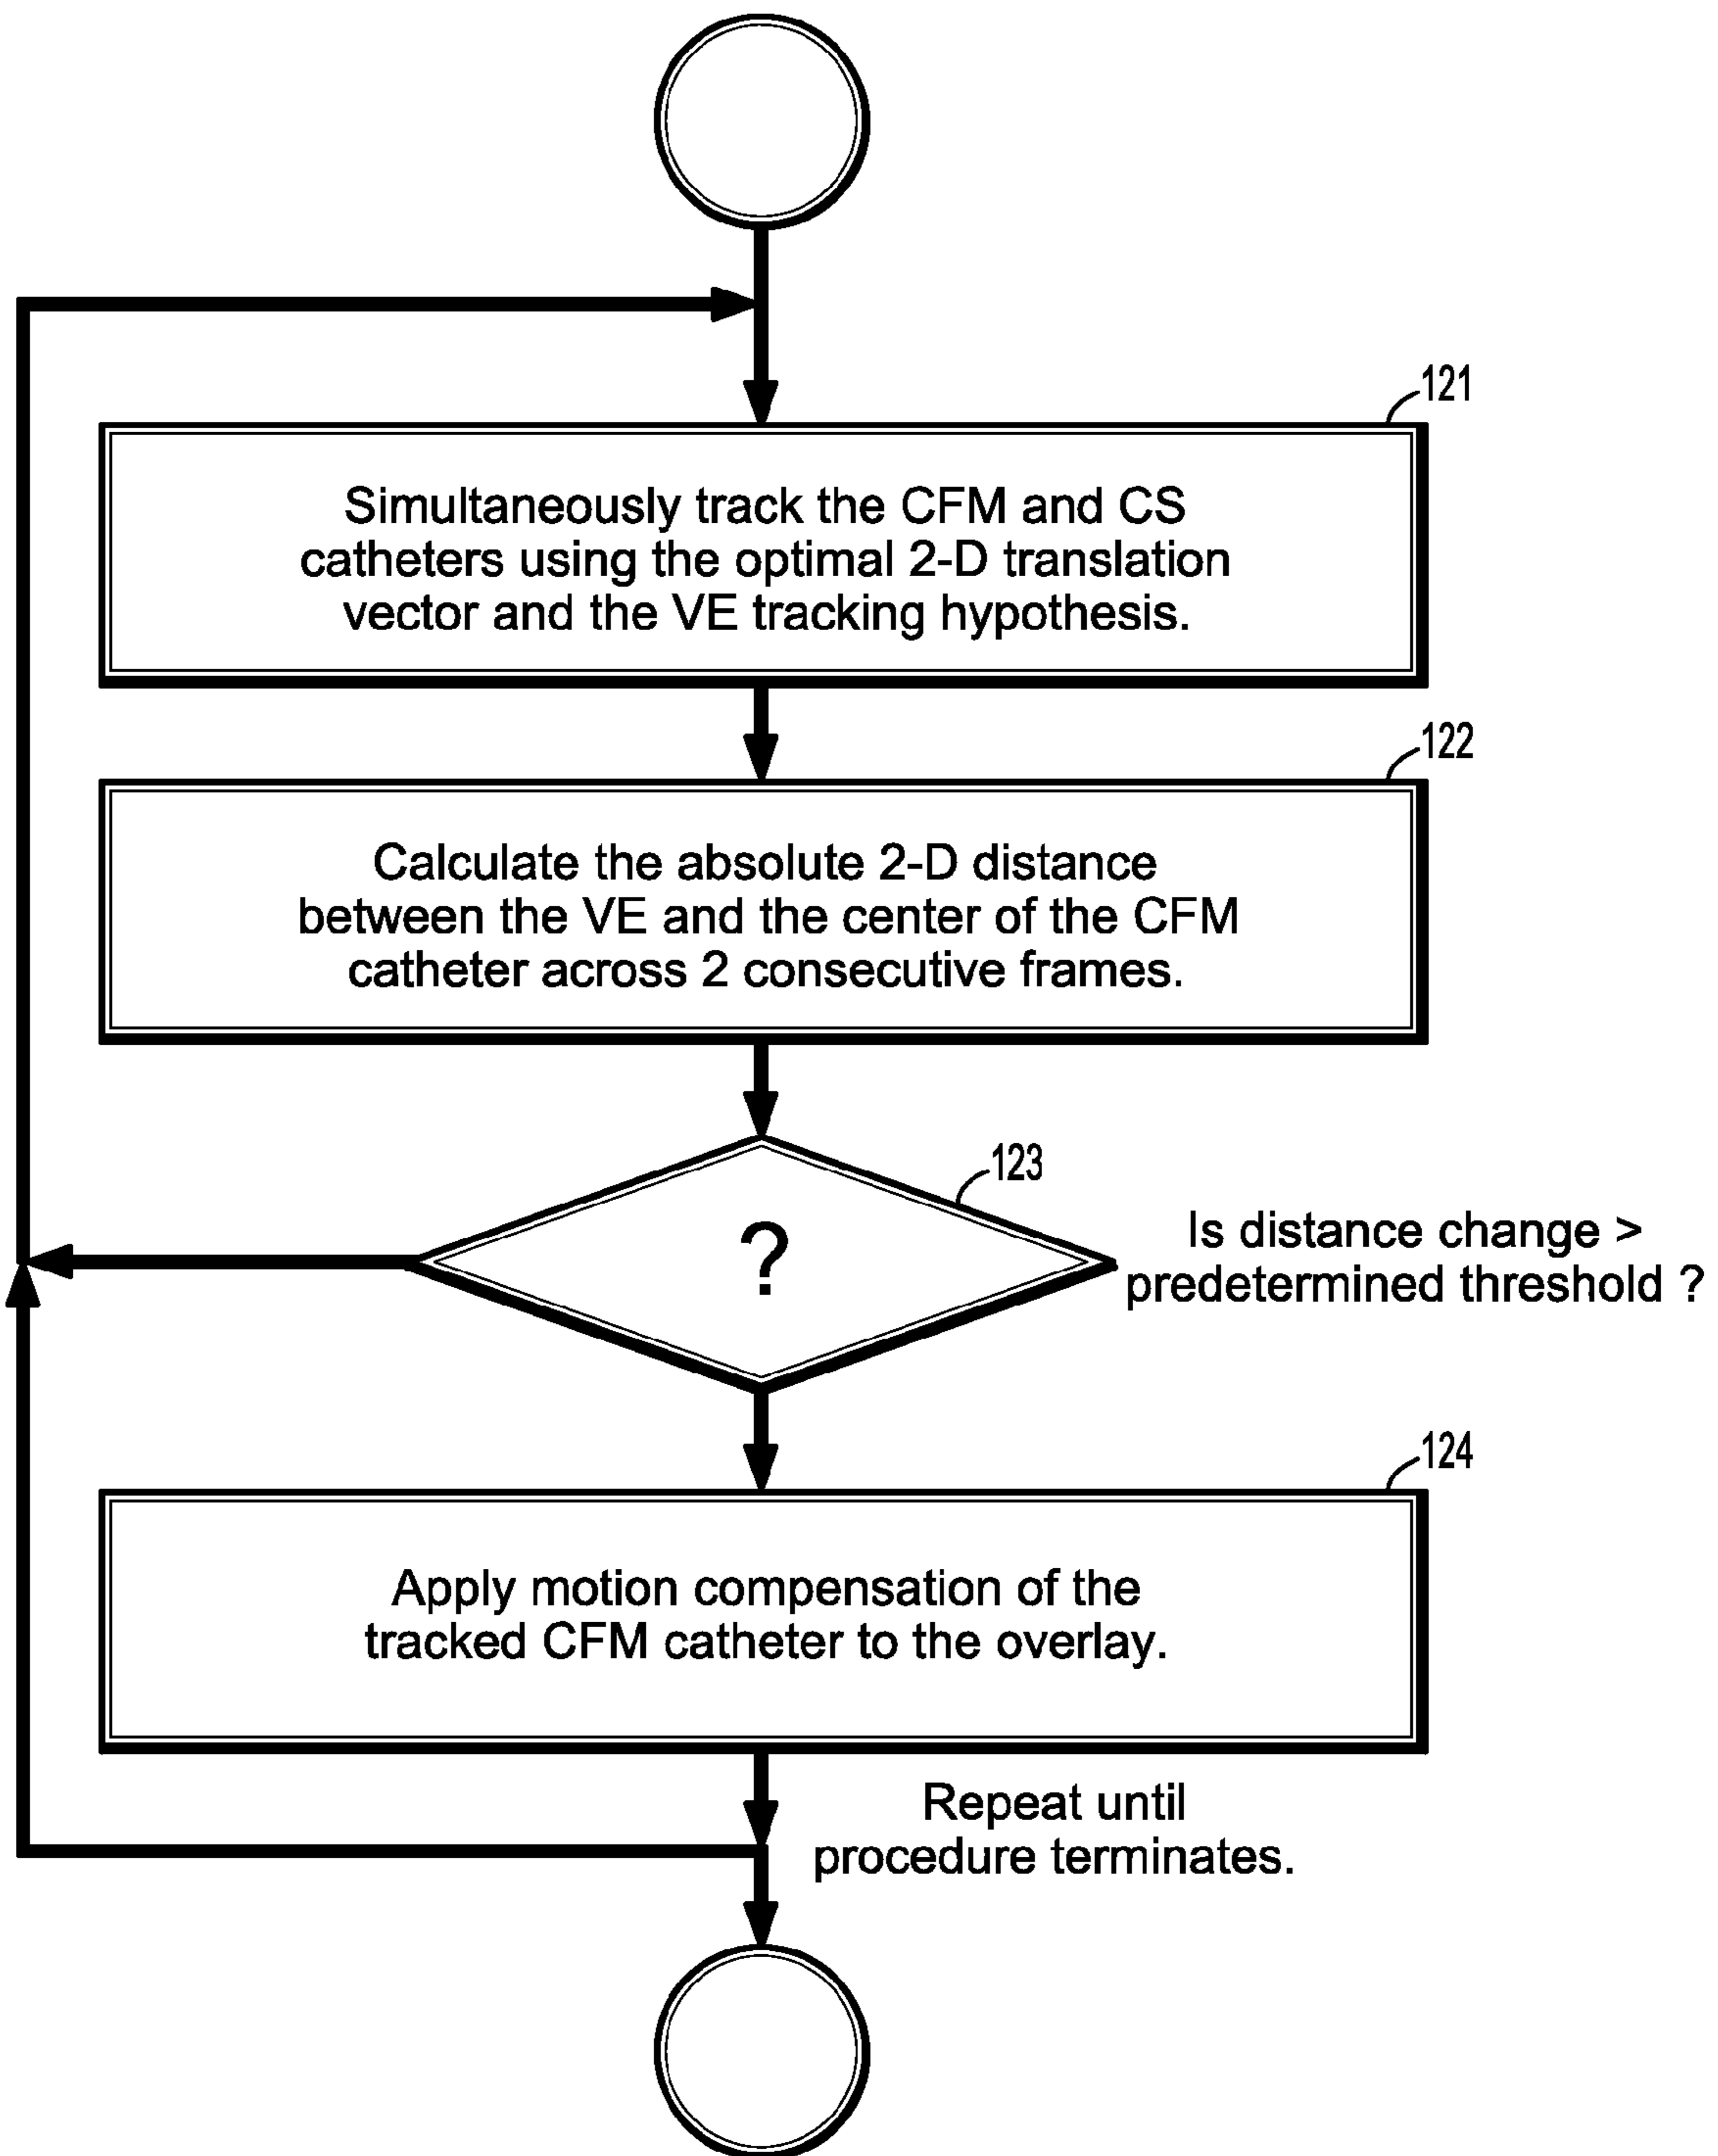 121
Simultaneously track the CFM and CS
catheters using the optimal 2-D translation
vector and the VE tracking hypothesis.
122
Calculate the absolute 2-D distance
between the VE and the center of the CFM
catheter across 2 consecutive frames.
123
?
Is distance change >
predetermined threshold ?
124
Apply motion compensation of the
tracked CFM catheter to the overlay.
Repeat until
procedure terminates.